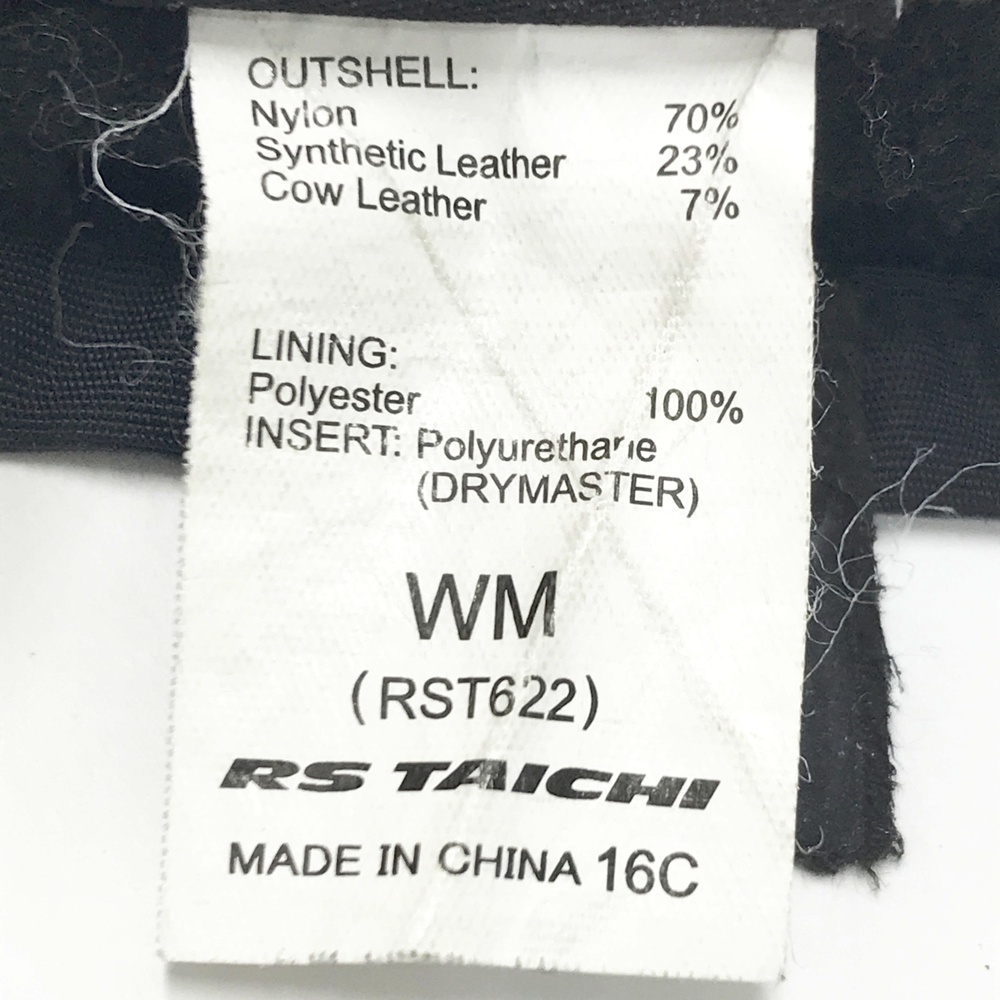 OUTSHELL:
Nylon 70%
Synthetic Leather 23%
Cow Leather 7%
LINING:
Polyester 100%
INSERT: Polyurethane
(DRYMASTER)
WM
(RST622)
RS TAICHI
MADE IN CHINA 16C